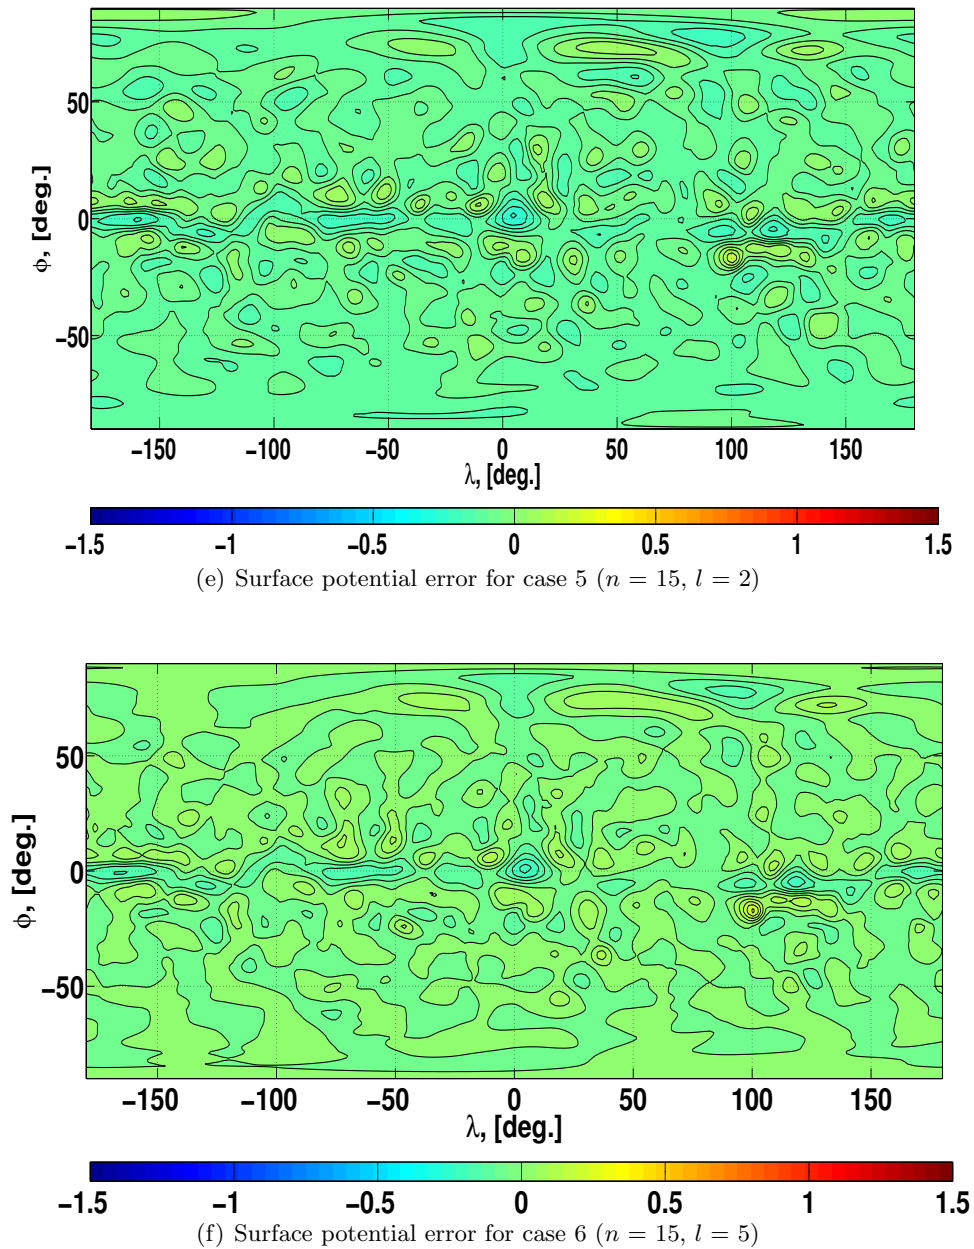 50
0
−50
ϕ, [deg.]
−150 −100 −50 0 50 100 150
λ, [deg.]
−1.5 −1 −0.5 0 0.5 1 1.5
(e) Surface potential error for case 5 (n = 15, l = 2)
50
0
−50
ϕ, [deg.]
−150 −100 −50 0 50 100 150
λ, [deg.]
−1.5 −1 −0.5 0 0.5 1 1.5
(f) Surface potential error for case 6 (n = 15, l = 5)